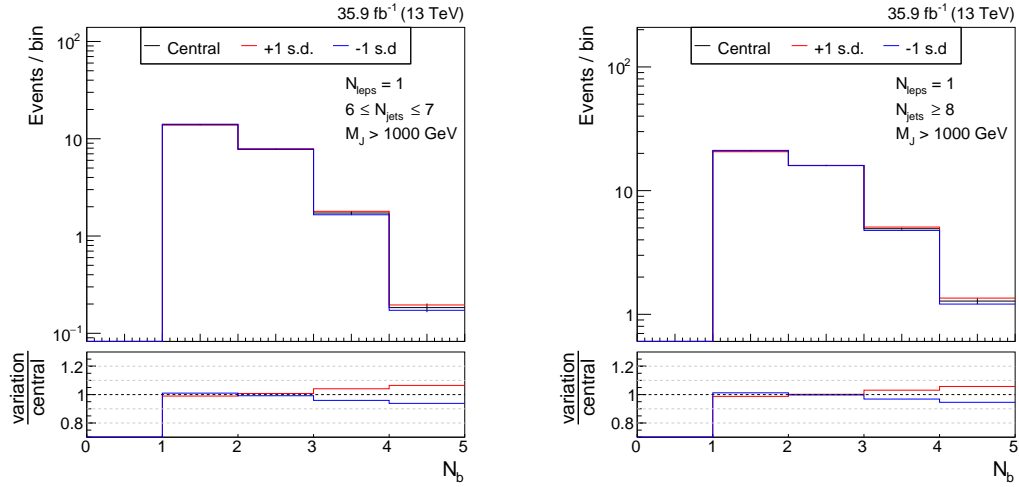 35.9 fb⁻¹ (13 TeV)
Events / bin
Central +1 s.d. -1 s.d
N_leps = 1
6 ≤ N_jets ≤ 7
M_J > 1000 GeV
10²
10
1
10⁻¹
variation
central
1.2
1
0.8
0 1 2 3 4 5
N_b
35.9 fb⁻¹ (13 TeV)
Events / bin
Central +1 s.d. -1 s.d
N_leps = 1
N_jets ≥ 8
M_J > 1000 GeV
10²
10
1
variation
central
1.2
1
0.8
0 1 2 3 4 5
N_b